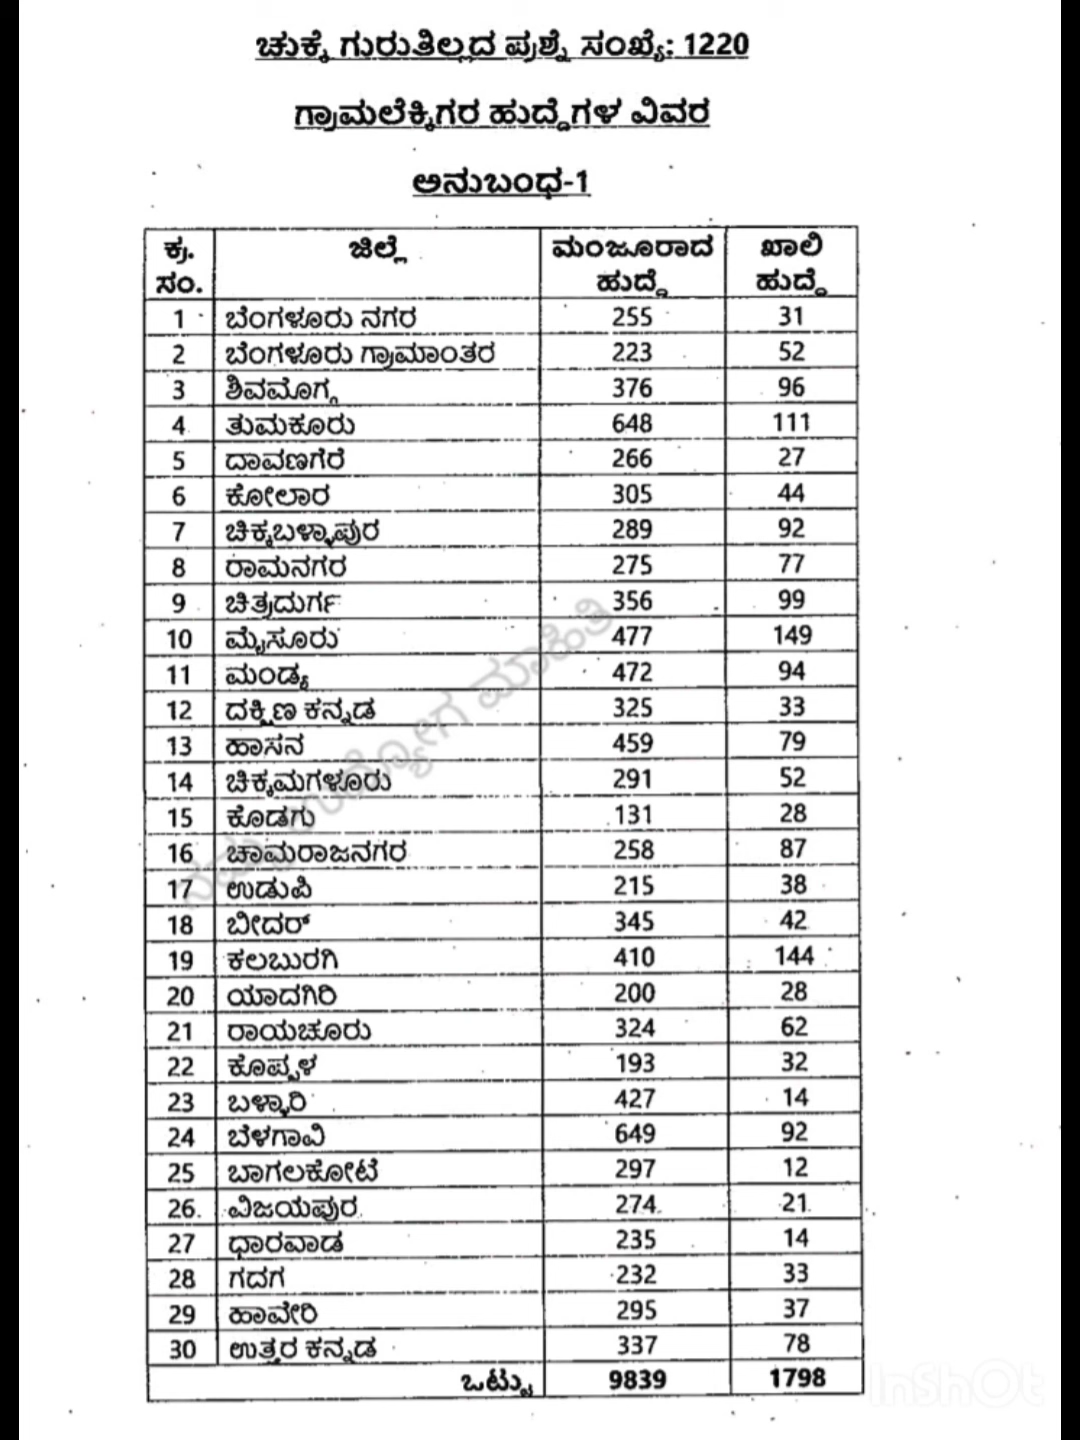 ಚುಕ್ಕೆ ಗುರುತಿಲ್ಲದ ಪ್ರಶ್ನೆ ಸಂಖ್ಯೆ: 1220
ಗ್ರಾಮಲೆಕ್ಕಿಗರ ಹುದ್ದೆಗಳ ವಿವರ
ಅನುಬಂಧ-1
ಕ್ರ. ಸಂ. ಜಿಲ್ಲೆ ಮಂಜೂರಾದ ಹುದ್ದೆ ಖಾಲಿ ಹುದ್ದೆ
1 ಬೆಂಗಳೂರು ನಗರ 255 31
2 ಬೆಂಗಳೂರು ಗ್ರಾಮಾಂತರ 223 52
3 ಶಿವಮೊಗ್ಗ 376 96
4 ತುಮಕೂರು 648 111
5 ದಾವಣಗೆರೆ 266 27
6 ಕೋಲಾರ 305 44
7 ಚಿಕ್ಕಬಳ್ಳಾಪುರ 289 92
8 ರಾಮನಗರ 275 77
9 ಚಿತ್ರದುರ್ಗ 356 99
10 ಮೈಸೂರು 477 149
11 ಮಂಡ್ಯ 472 94
12 ದಕ್ಷಿಣ ಕನ್ನಡ 325 33
13 ಹಾಸನ 459 79
14 ಚಿಕ್ಕಮಗಳೂರು 291 52
15 ಕೊಡಗು 131 28
16 ಚಾಮರಾಜನಗರ 258 87
17 ಉಡುಪಿ 215 38
18 ಬೀದರ್ 345 42
19 ಕಲಬುರಗಿ 410 144
20 ಯಾದಗಿರಿ 200 28
21 ರಾಯಚೂರು 324 62
22 ಕೊಪ್ಪಳ 193 32
23 ಬಳ್ಳಾರಿ 427 14
24 ಬೆಳಗಾವಿ 649 92
25 ಬಾಗಲಕೋಟೆ 297 12
26. ವಿಜಯಪುರ 274 21
27 ಧಾರವಾಡ 235 14
28 ಗದಗ 232 33
29 ಹಾವೇರಿ 295 37
30 ಉತ್ತರ ಕನ್ನಡ 337 78
ಒಟ್ಟು 9839 1798
ನಮ್ಮ ಉದ್ಯೋಗ ಮಾಹಿತಿ
InShOt